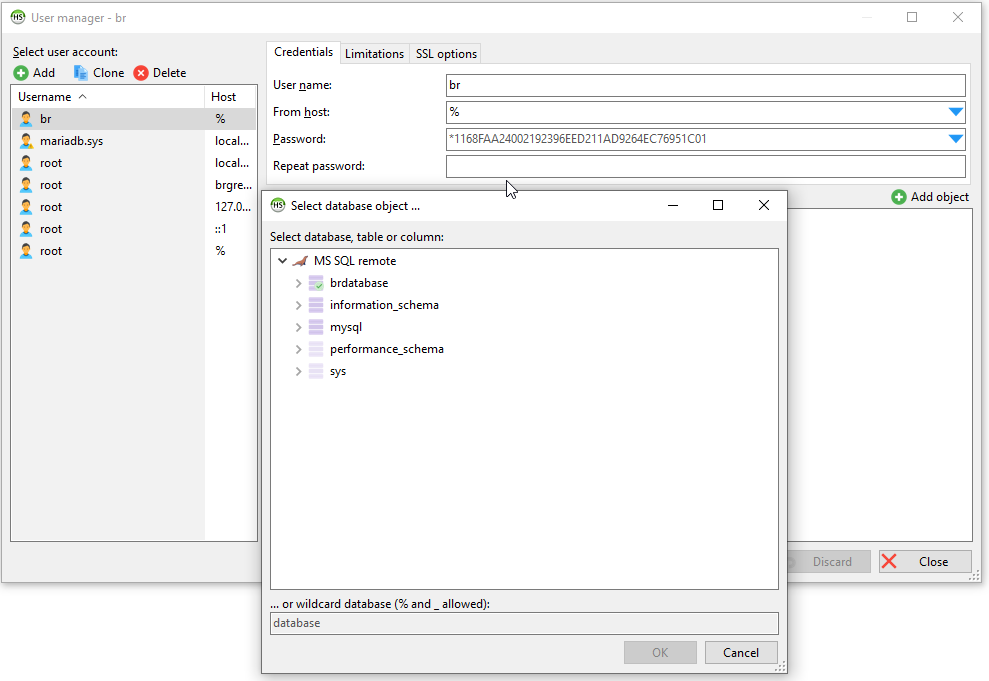 User manager - br
Select user account:
Add Clone Delete
Username Host
br %
mariadb.sys local...
root local...
root brgre...
root 127.0...
root ::1
root %
Credentials Limitations SSL options
User name: br
From host: %
Password: *1168FAA24002192396EED211AD9264EC76951C01
Repeat password:
Add object
Select database object ...
Select database, table or column:
MS SQL remote
brdatabase
information_schema
mysql
performance_schema
sys
... or wildcard database (% and _ allowed):
database
OK Cancel
Discard Close